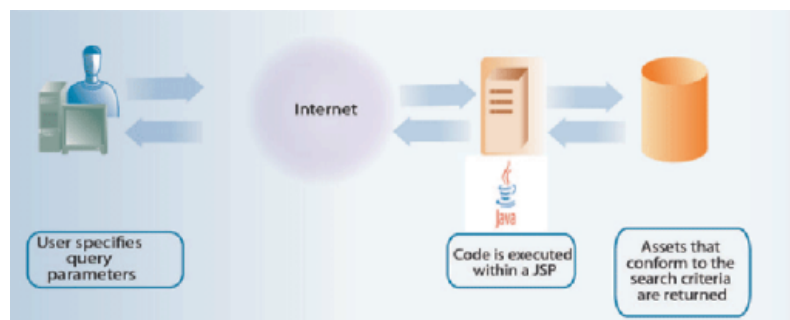 Internet
Java
User specifies
query
parameters
Code is executed
within a JSP
Assets that
conform to the
search criteria
are returned